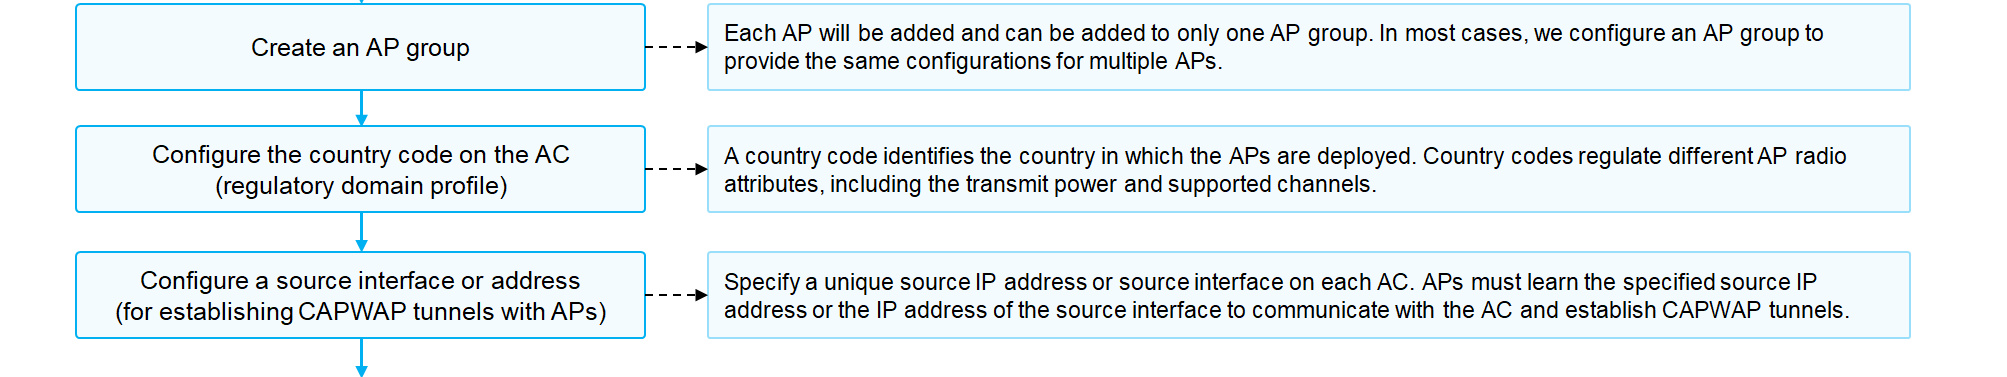 Create an AP group
Each AP will be added and can be added to only one AP group. In most cases, we configure an AP group to
provide the same configurations for multiple APs.
Configure the country code on the AC
(regulatory domain profile)
A country code identifies the country in which the APs are deployed. Country codes regulate different AP radio
attributes, including the transmit power and supported channels.
Configure a source interface or address
(for establishing CAPWAP tunnels with APs)
Specify a unique source IP address or source interface on each AC. APs must learn the specified source IP
address or the IP address of the source interface to communicate with the AC and establish CAPWAP tunnels.